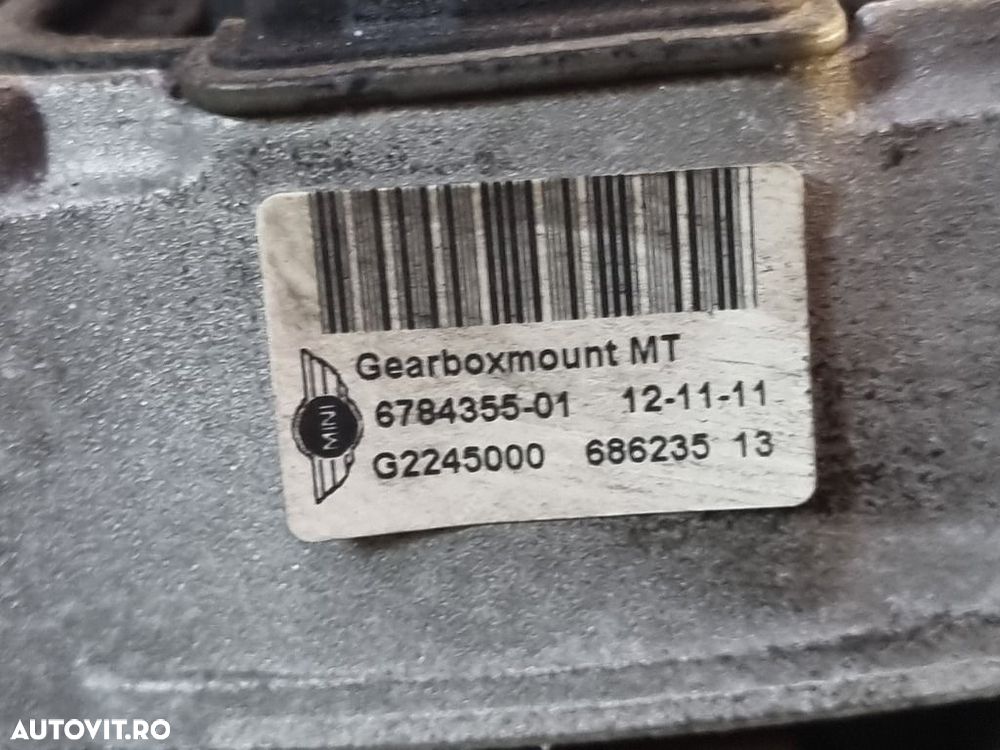 Gearboxmount MT
MINI
6784355-01 12-11-11
G2245000 686235 13
AUTOVIT.RO